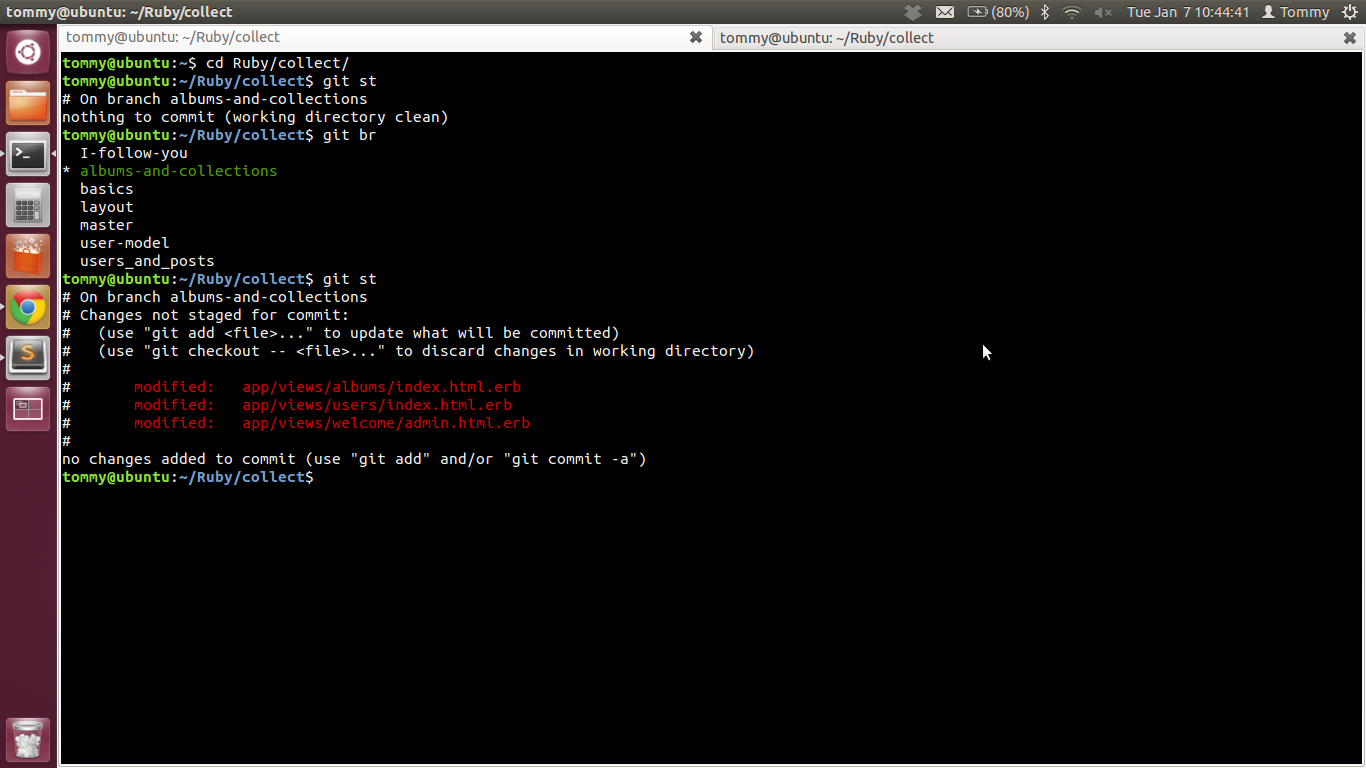 tommy@ubuntu: ~/Ruby/collect
(80%)
Tue Jan 7 10:44:41
Tommy
tommy@ubuntu: ~/Ruby/collect
tommy@ubuntu: ~/Ruby/collect
tommy@ubuntu:~$ cd Ruby/collect/
tommy@ubuntu:~/Ruby/collect$ git st
# On branch albums-and-collections
nothing to commit (working directory clean)
tommy@ubuntu:~/Ruby/collect$ git br
  I-follow-you
* albums-and-collections
  basics
  layout
  master
  user-model
  users_and_posts
tommy@ubuntu:~/Ruby/collect$ git st
# On branch albums-and-collections
# Changes not staged for commit:
#   (use "git add <file>..." to update what will be committed)
#   (use "git checkout -- <file>..." to discard changes in working directory)
#
#       modified:   app/views/albums/index.html.erb
#       modified:   app/views/users/index.html.erb
#       modified:   app/views/welcome/admin.html.erb
#
no changes added to commit (use "git add" and/or "git commit -a")
tommy@ubuntu:~/Ruby/collect$